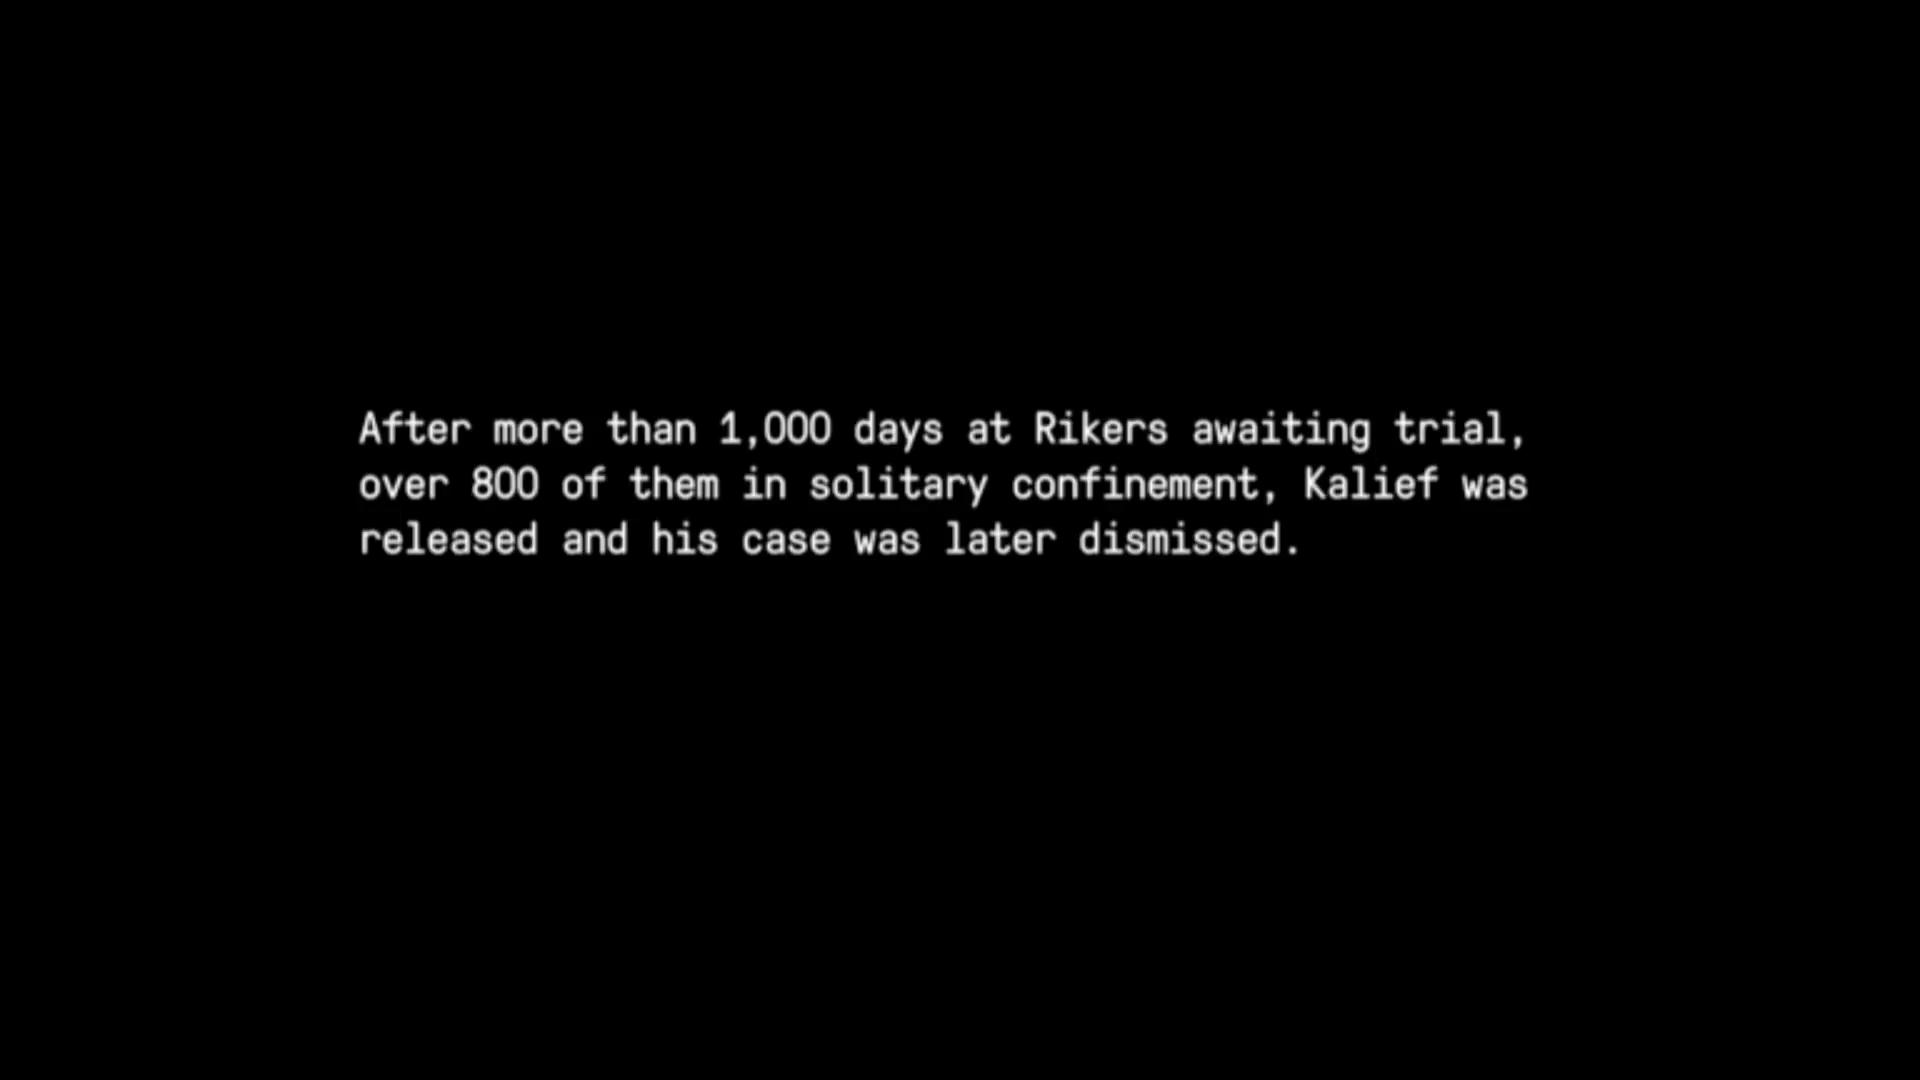 After more than 1,000 days at Rikers awaiting trial,
over 800 of them in solitary confinement, Kalief was
released and his case was later dismissed.